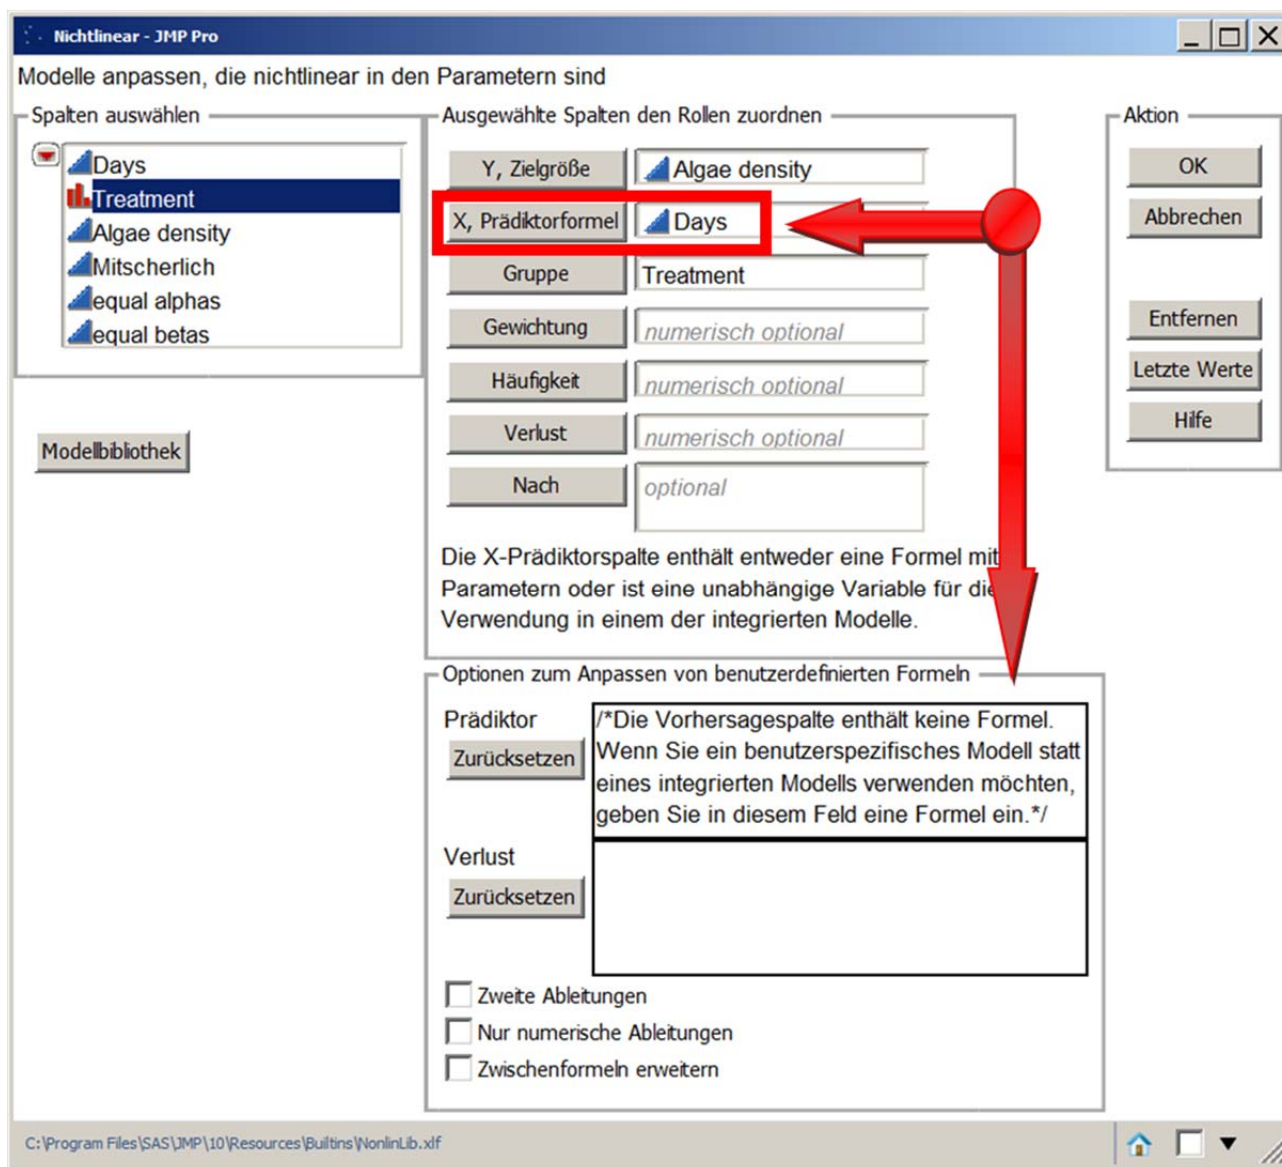 Nichtlinear - JMP Pro
Modelle anpassen, die nichtlinear in den Parametern sind
Spalten auswählen
Days
Treatment
Algae density
Mitscherlich
equal alphas
equal betas
Modellbibliothek
Ausgewählte Spalten den Rollen zuordnen
Y, Zielgröße
Algae density
X, Prädiktorformel
Days
Gruppe
Treatment
Gewichtung
numerisch optional
Häufigkeit
numerisch optional
Verlust
numerisch optional
Nach
optional
Die X-Prädiktorspalte enthält entweder eine Formel mit
Parametern oder ist eine unabhängige Variable für die
Verwendung in einem der integrierten Modelle.
Aktion
OK
Abbrechen
Entfernen
Letzte Werte
Hilfe
Optionen zum Anpassen von benutzerdefinierten Formeln
Prädiktor
Zurücksetzen
/*Die Vorhersagespalte enthält keine Formel.
Wenn Sie ein benutzerspezifisches Modell statt
eines integrierten Modells verwenden möchten,
geben Sie in diesem Feld eine Formel ein.*/
Verlust
Zurücksetzen
Zweite Ableitungen
Nur numerische Ableitungen
Zwischenformeln erweitern
C:\Program Files\SAS\JMP\10\Resources\Builtins\NonlinLib.xlf